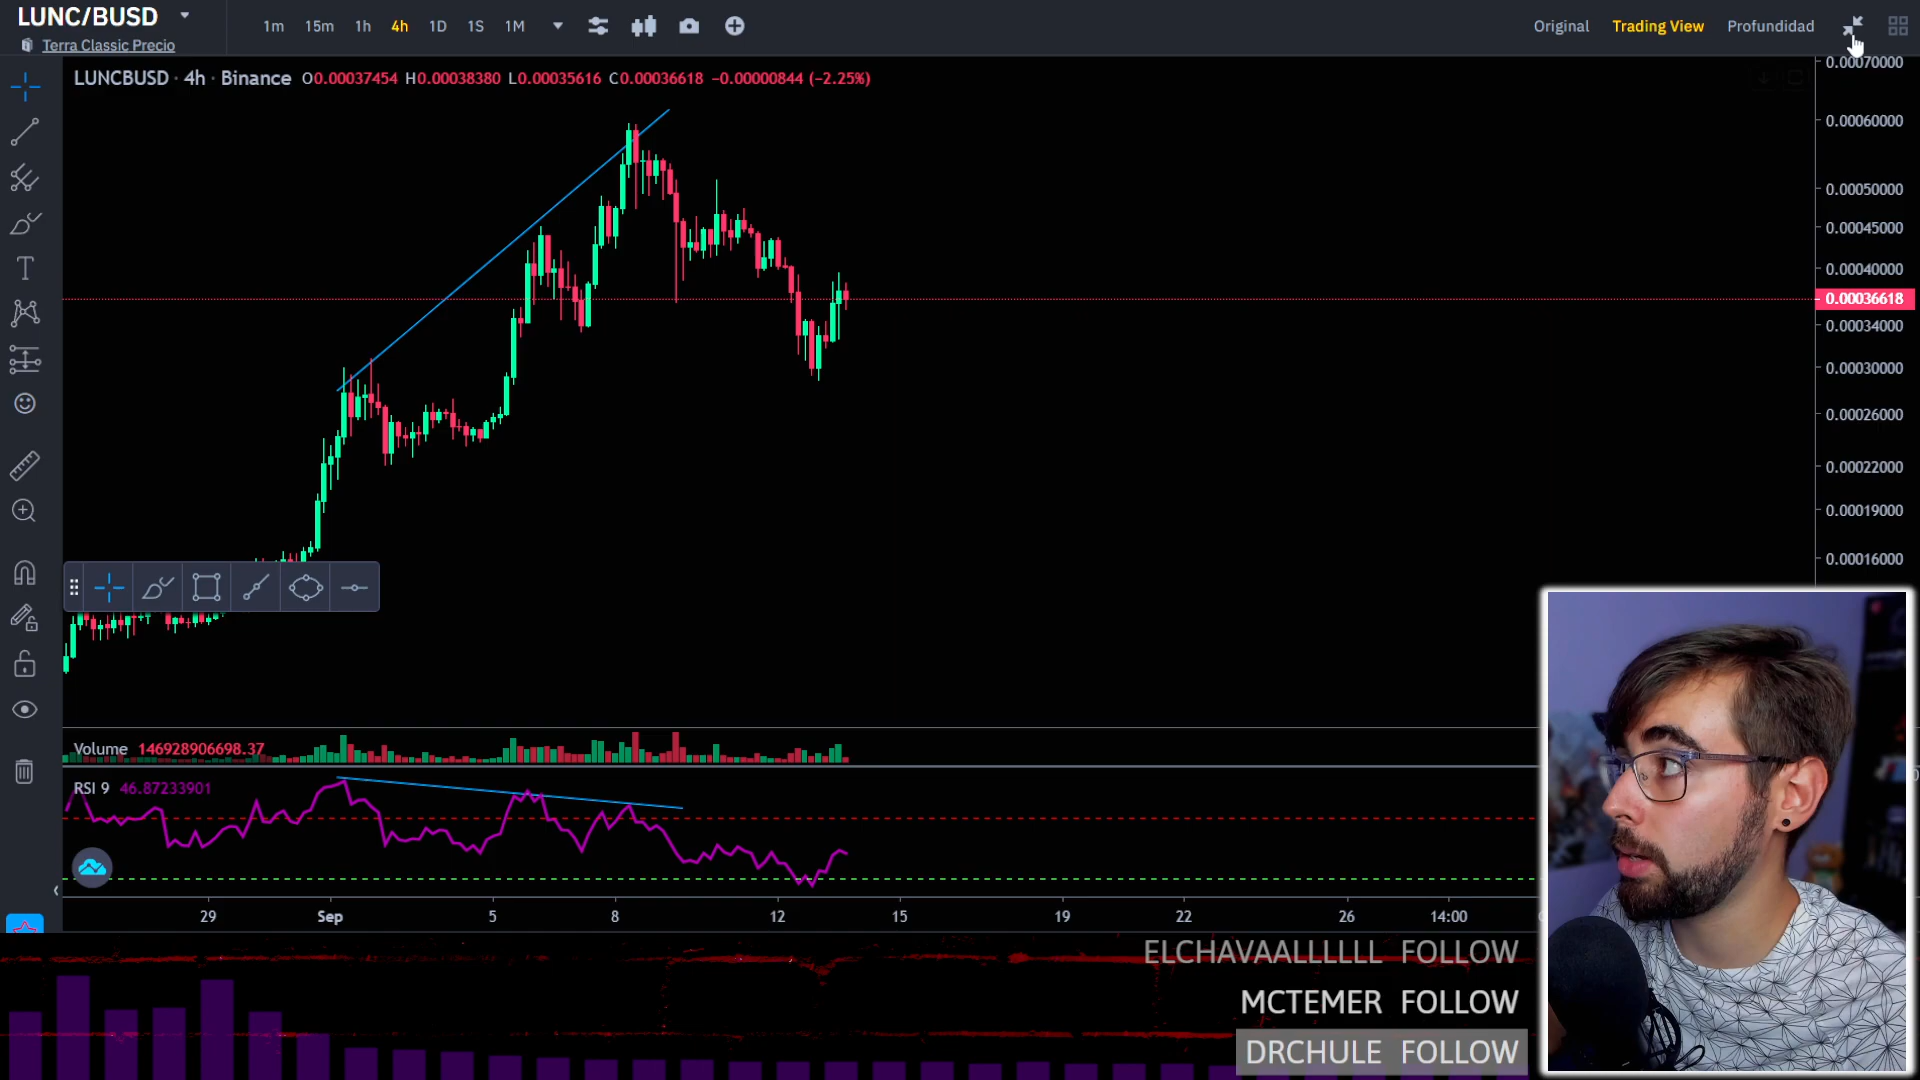 LUNC/BUSD
Terra Classic Precio
1m 15m 1h 4h 1D 1S 1M
Original Trading View Profundidad
LUNCBUSD · 4h · Binance O0.00037454 H0.00038380 L0.00035616 C0.00036618 −0.00000844 (−2.25%)
0.00070000
0.00060000
0.00050000
0.00045000
0.00040000
0.00036618
0.00034000
0.00030000
0.00026000
0.00022000
0.00019000
0.00016000
Volume 146928906698.37
RSI 9 46.87233901
29 Sep 5 8 12 15 19 22 26 14:00
ELCHAVAALLLLLL FOLLOW
MCTEMER FOLLOW
DRCHULE FOLLOW